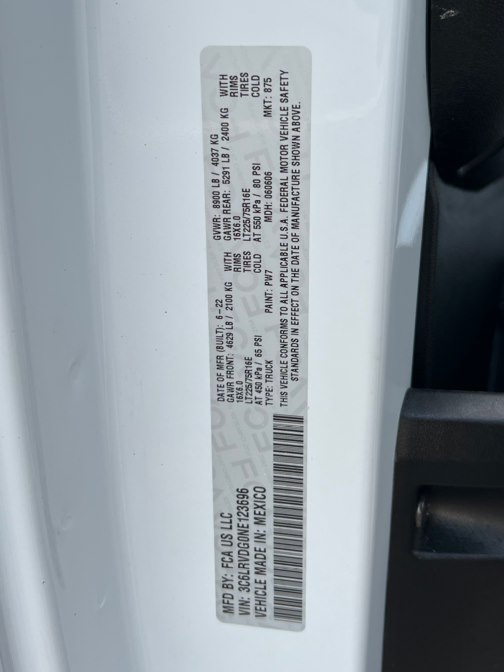 MFD BY: FCA US LLC
VIN: 3C6LRVDG0NE123696
VEHICLE MADE IN: MEXICO
DATE OF MFR (BUILT): 6-22
GAWR FRONT: 4629 LB / 2100 KG WITH
16X6.0 RIMS
LT225/75R16E TIRES
AT 450 kPa / 65 PSI COLD
TYPE: TRUCK PAINT: PW7
GVWR: 8900 LB / 4037 KG
GAWR REAR: 5291 LB / 2400 KG WITH
16X6.0 RIMS
LT225/75R16E TIRES
AT 550 kPa / 80 PSI COLD
MDH: 060606 MKT: 875
THIS VEHICLE CONFORMS TO ALL APPLICABLE U.S.A. FEDERAL MOTOR VEHICLE SAFETY
STANDARDS IN EFFECT ON THE DATE OF MANUFACTURE SHOWN ABOVE.